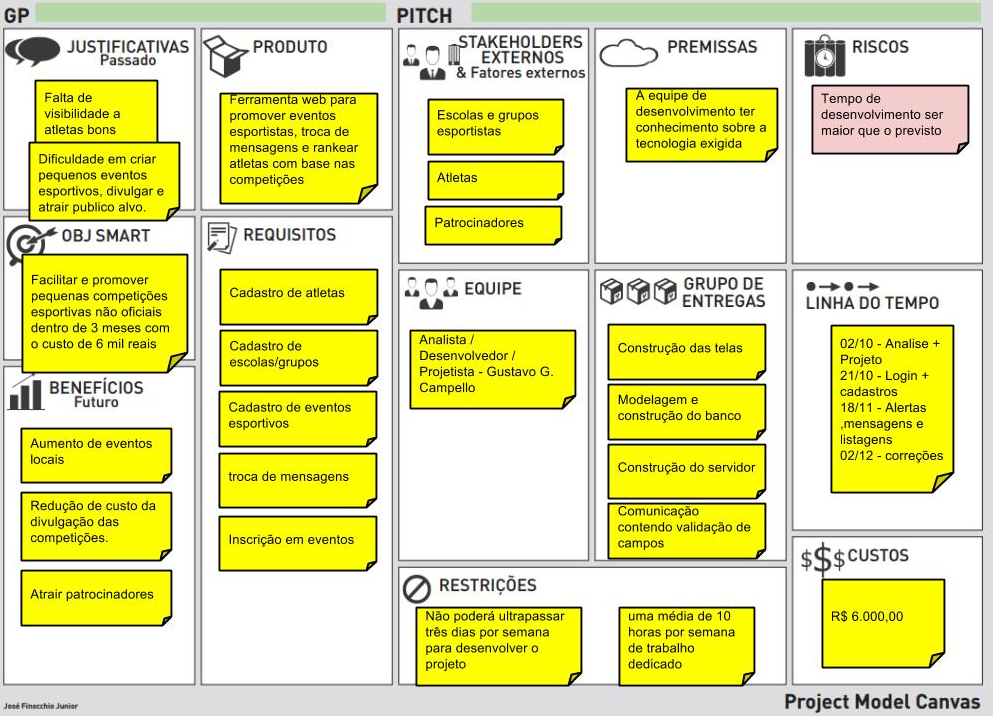 GP
PITCH
JUSTIFICATIVAS
Passado
Falta de
visibilidade a
atletas bons
Dificuldade em criar
pequenos eventos
esportivos, divulgar e
atrair publico alvo.
OBJ SMART
Facilitar e promover
pequenas competições
esportivas não oficiais
dentro de 3 meses com
o custo de 6 mil reais
BENEFÍCIOS
Futuro
Aumento de eventos
locais
Redução de custo da
divulgação das
competições.
Atrair patrocinadores
PRODUTO
Ferramenta web para
promover eventos
esportistas, troca de
mensagens e rankear
atletas com base nas
competições
REQUISITOS
Cadastro de atletas
Cadastro de
escolas/grupos
Cadastro de eventos
esportivos
troca de mensagens
Inscrição em eventos
STAKEHOLDERS
EXTERNOS
& Fatores externos
Escolas e grupos
esportistas
Atletas
Patrocinadores
EQUIPE
Analista /
Desenvolvedor /
Projetista - Gustavo G.
Campello
PREMISSAS
A equipe de
desenvolvimento ter
conhecimento sobre a
tecnologia exigida
GRUPO DE
ENTREGAS
Construção das telas
Modelagem e
construção do banco
Construção do servidor
Comunicação
contendo validação de
campos
RESTRIÇÕES
Não poderá ultrapassar
três dias por semana
para desenvolver o
projeto
uma média de 10
horas por semana
de trabalho
dedicado
RISCOS
Tempo de
desenvolvimento ser
maior que o previsto
LINHA DO TEMPO
02/10 - Analise +
Projeto
21/10 - Login +
cadastros
18/11 - Alertas
,mensagens e
listagens
02/12 - correções
$$$ CUSTOS
R$ 6.000,00
José Finocchio Junior
Project Model Canvas